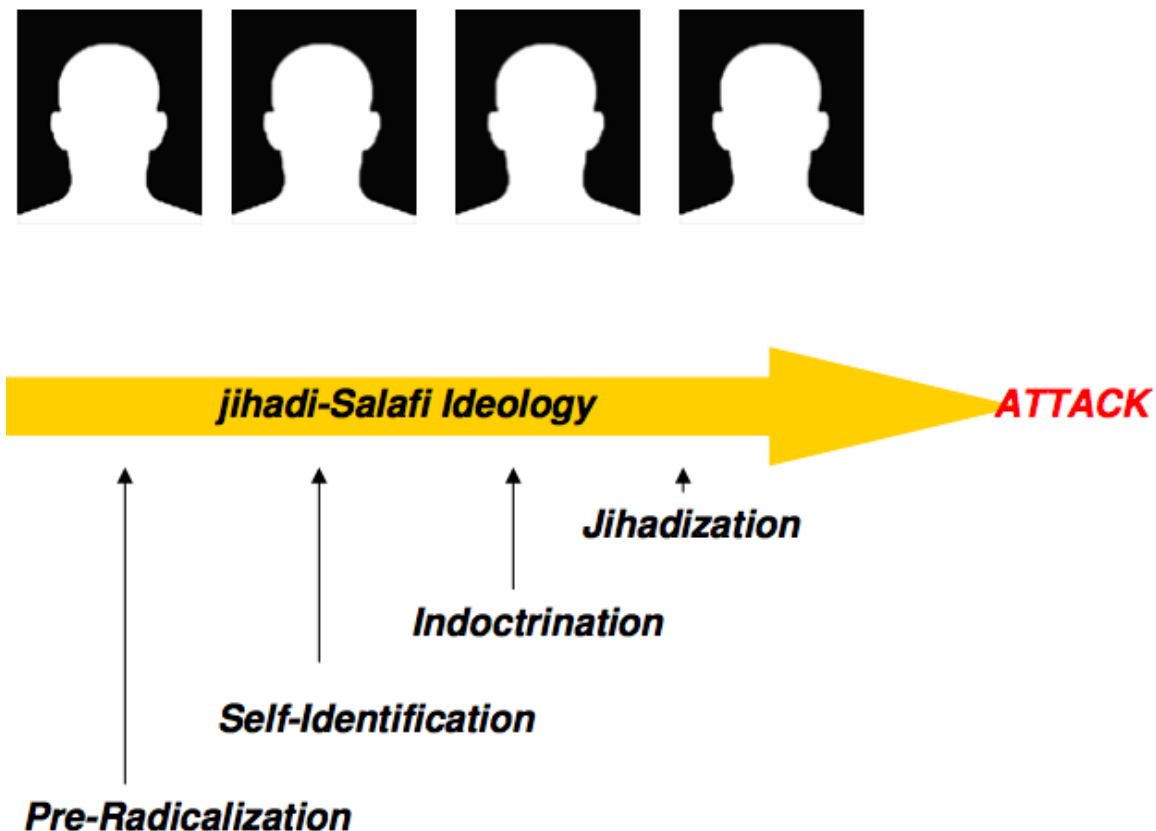 jihadi-Salafi Ideology
ATTACK
Jihadization
Indoctrination
Self-Identification
Pre-Radicalization